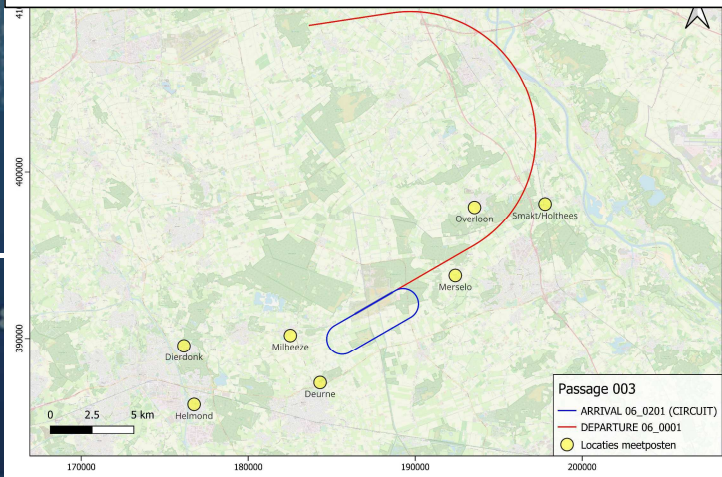 400000
Overloon
Smakt/Holthees
Merselo
Milheeze
390000
Dierdonk
Deurne
Helmond
0 2.5 5 km
Passage 003
ARRIVAL 06_0201 (CIRCUIT)
DEPARTURE 06_0001
Locaties meetposten
170000 180000 190000 200000